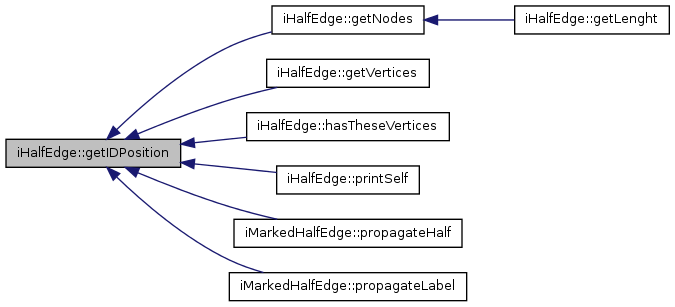 iHalfEdge::getNodes
iHalfEdge::getLenght
iHalfEdge::getVertices
iHalfEdge::hasTheseVertices
iHalfEdge::getIDPosition
iHalfEdge::printSelf
iMarkedHalfEdge::propagateHalf
iMarkedHalfEdge::propagateLabel